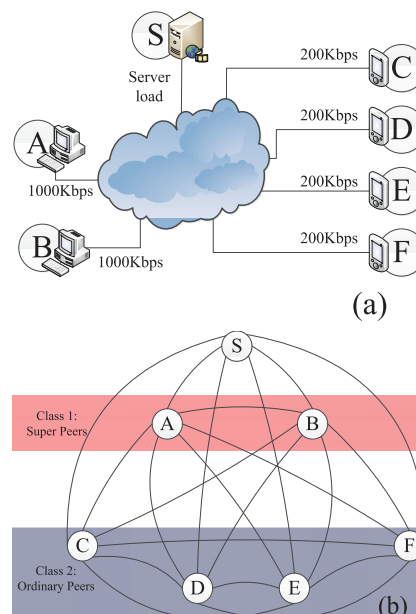 S
Server
load
200Kbps
C
200Kbps
D
A
1000Kbps
200Kbps
E
B
1000Kbps
200Kbps
F
(a)
S
Class 1:
Super Peers
A
B
C
F
Class 2:
Ordinary Peers
D
E
(b)